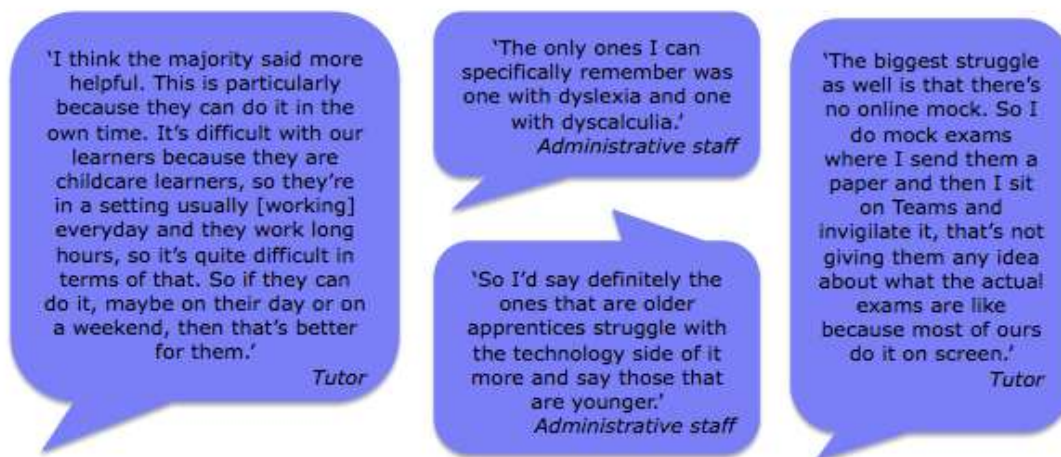 ‘I think the majority said more
helpful. This is particularly
because they can do it in the
own time. It’s difficult with our
learners because they are
childcare learners, so they’re
in a setting usually [working]
everyday and they work long
hours, so it’s quite difficult in
terms of that. So if they can
do it, maybe on their day or on
a weekend, then that’s better
for them.’
Tutor
‘The only ones I can
specifically remember was
one with dyslexia and one
with dyscalculia.’
Administrative staff
‘So I’d say definitely the
ones that are older
apprentices struggle with
the technology side of it
more and say those that
are younger.’
Administrative staff
‘The biggest struggle
as well is that there’s
no online mock. So I
do mock exams
where I send them a
paper and then I sit
on Teams and
invigilate it, that’s not
giving them any idea
about what the actual
exams are like
because most of ours
do it on screen.’
Tutor